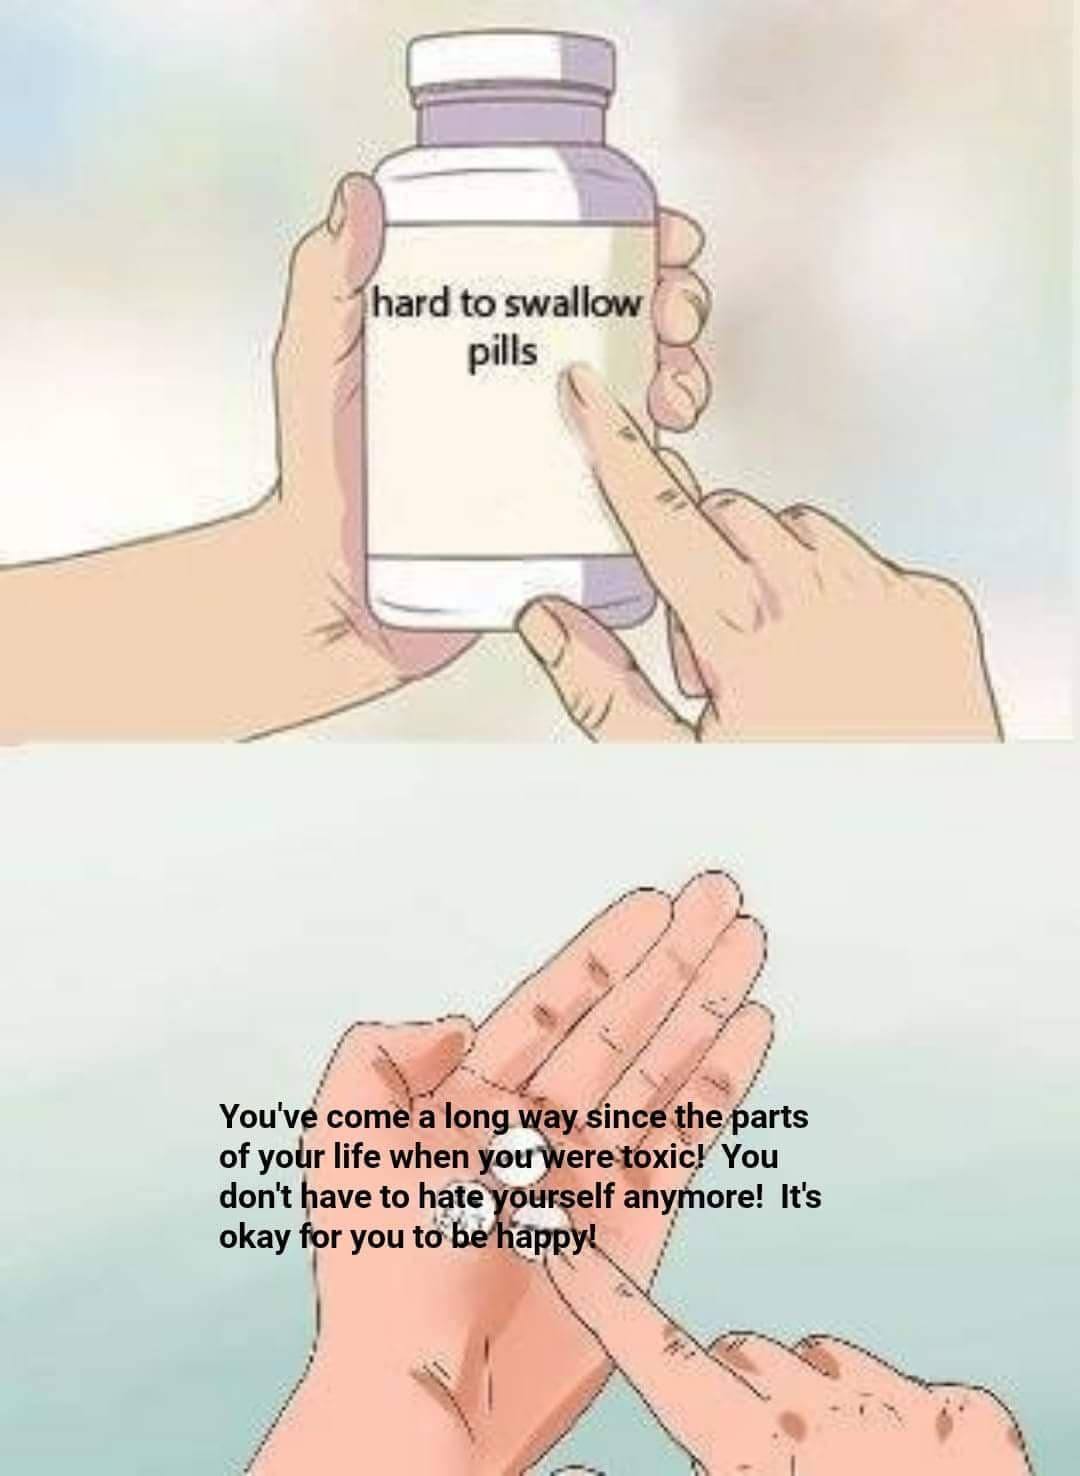 hard to swallow
pills
You've come a long way since the parts
of your life when you were toxic!  You
don't have to hate yourself anymore!  It's
okay for you to be happy!